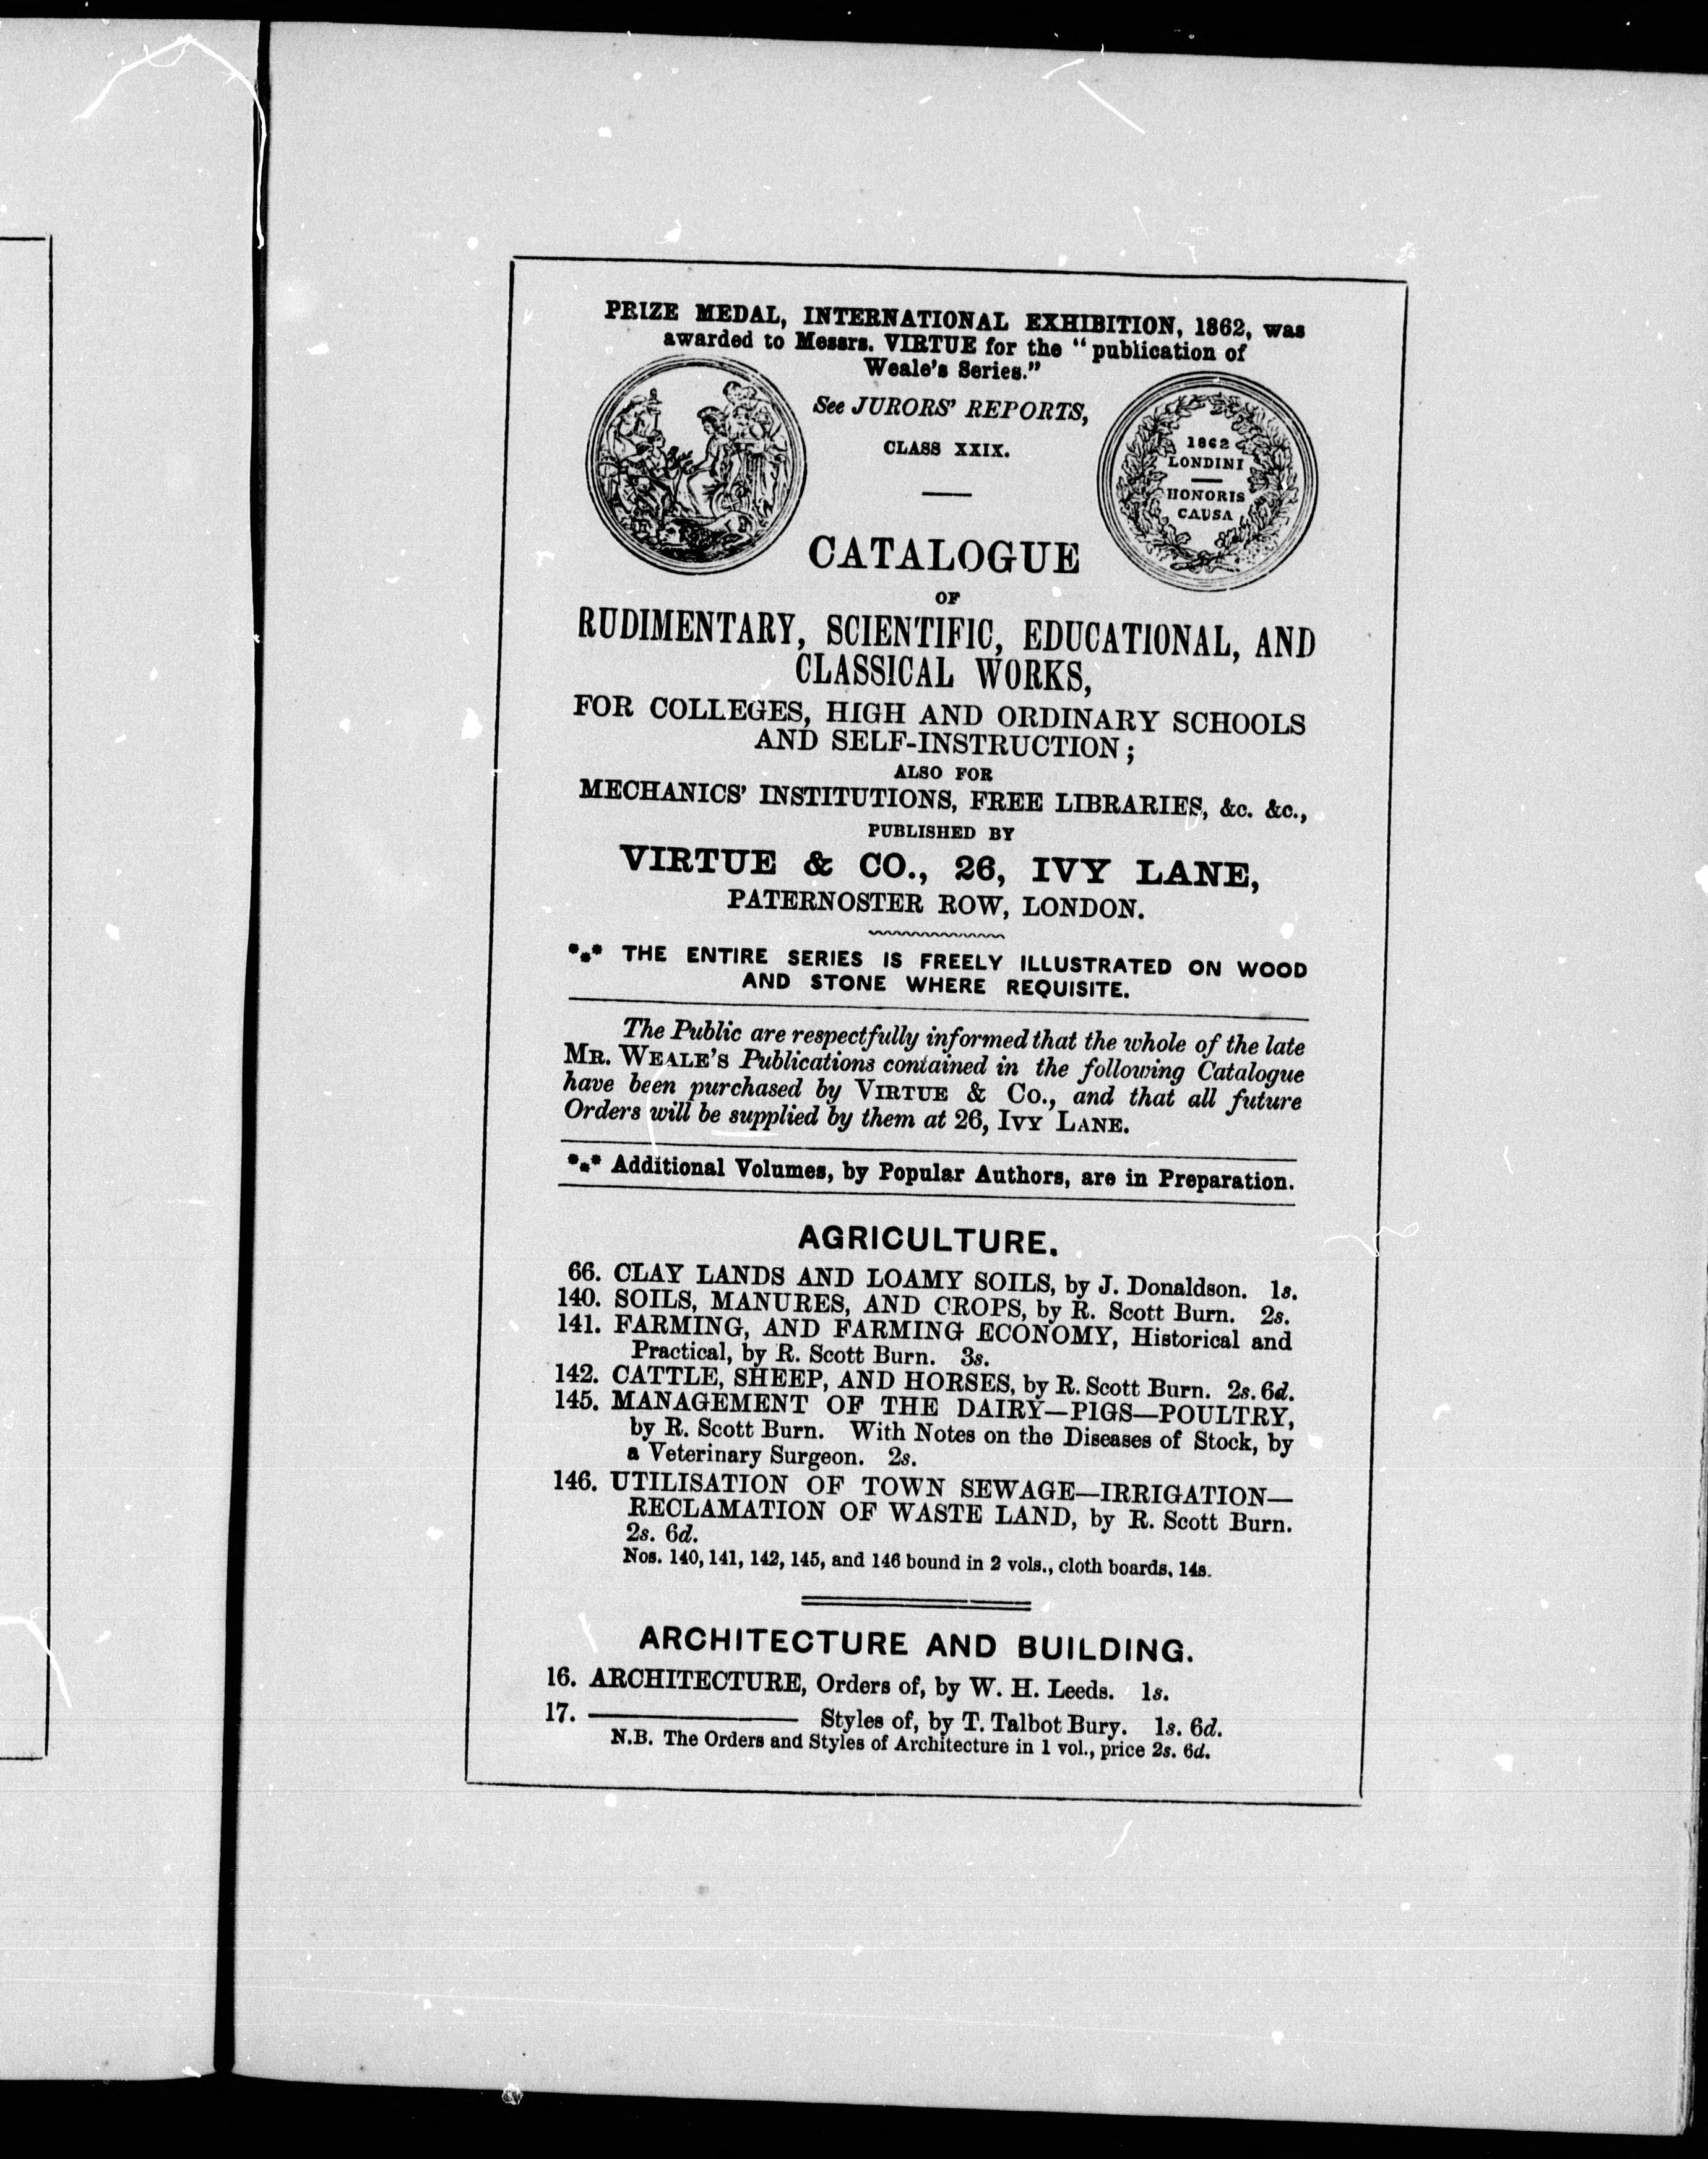 PRIZE MEDAL, INTERNATIONAL EXHIBITION, 1862, was
awarded to Messrs. VIRTUE for the "publication of
Weale's Series."
See JURORS' REPORTS,
CLASS XXIX.
1862
LONDINI
HONORIS
CAUSA
CATALOGUE
OF
RUDIMENTARY, SCIENTIFIC, EDUCATIONAL, AND
CLASSICAL WORKS,
FOR COLLEGES, HIGH AND ORDINARY SCHOOLS
AND SELF-INSTRUCTION;
ALSO FOR
MECHANICS' INSTITUTIONS, FREE LIBRARIES, &c. &c.,
PUBLISHED BY
VIRTUE & CO., 26, IVY LANE,
PATERNOSTER ROW, LONDON.
*** THE ENTIRE SERIES IS FREELY ILLUSTRATED ON WOOD
AND STONE WHERE REQUISITE.
The Public are respectfully informed that the whole of the late
MR. WEALE'S Publications contained in the following Catalogue
have been purchased by VIRTUE & Co., and that all future
Orders will be supplied by them at 26, IVY LANE.
*** Additional Volumes, by Popular Authors, are in Preparation.
AGRICULTURE.
66. CLAY LANDS AND LOAMY SOILS, by J. Donaldson. 1s.
140. SOILS, MANURES, AND CROPS, by R. Scott Burn. 2s.
141. FARMING, AND FARMING ECONOMY, Historical and
Practical, by R. Scott Burn. 3s.
142. CATTLE, SHEEP, AND HORSES, by R. Scott Burn. 2s. 6d.
145. MANAGEMENT OF THE DAIRY—PIGS—POULTRY,
by R. Scott Burn. With Notes on the Diseases of Stock, by
a Veterinary Surgeon. 2s.
146. UTILISATION OF TOWN SEWAGE—IRRIGATION—
RECLAMATION OF WASTE LAND, by R. Scott Burn.
2s. 6d.
Nos. 140, 141, 142, 145, and 146 bound in 2 vols., cloth boards, 14s.
ARCHITECTURE AND BUILDING.
16. ARCHITECTURE, Orders of, by W. H. Leeds. 1s.
17. ——— Styles of, by T. Talbot Bury. 1s. 6d.
N.B. The Orders and Styles of Architecture in 1 vol., price 2s. 6d.